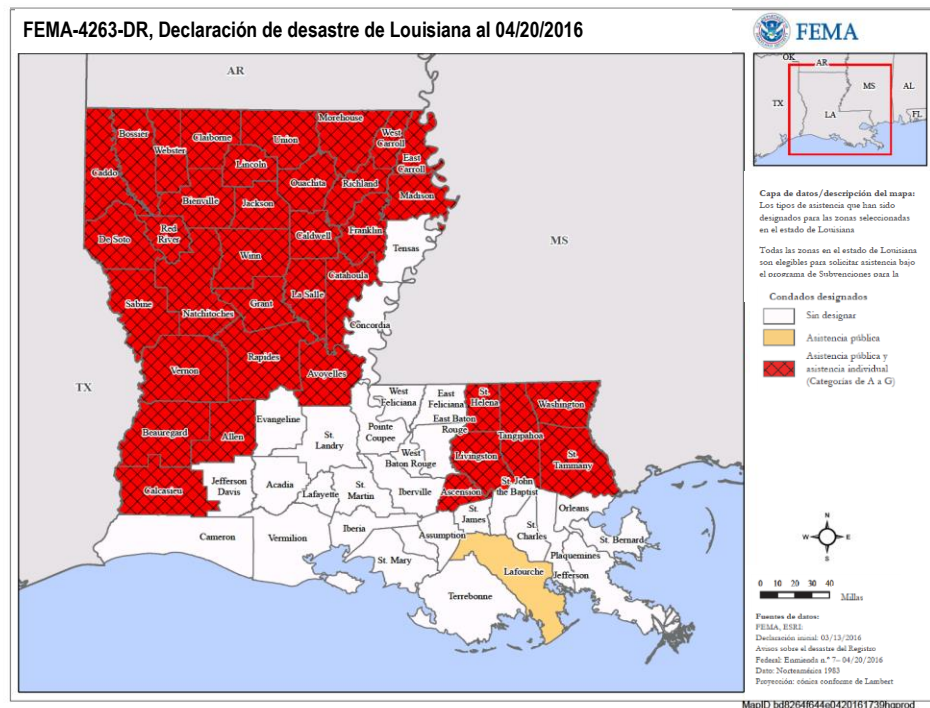 FEMA-4263-DR, Declaración de desastre de Louisiana al 04/20/2016
FEMA
AR
MS
TX
OK
AR
TX
LA
MS
AL
FL
Caddo
Bossier
Webster
Claiborne
Union
Morehouse
West
Carroll
East
Carroll
Lincoln
Ouachita
Richland
Madison
Bienville
Jackson
De Soto
Red
River
Winn
Caldwell
Franklin
Tensas
Sabine
Natchitoches
Grant
La Salle
Catahoula
Concordia
Vernon
Rapides
Avoyelles
Beauregard
Allen
Evangeline
St.
Landry
Pointe
Coupee
West
Feliciana
East
Feliciana
East Baton
Rouge
West
Baton Rouge
St.
Helena
Tangipahoa
Washington
Livingston
St.
Tammany
Calcasieu
Jefferson
Davis
Acadia
Lafayette
St.
Martin
Iberville
Ascension
St. John
the Baptist
Cameron
Vermilion
Iberia
St. Mary
Assumption
St.
James
St.
Charles
Orleans
St. Bernard
Plaquemines
Jefferson
Lafourche
Terrebonne
Capa de datos/descripción del mapa:
Los tipos de asistencia que han sido
designados para las zonas seleccionadas
en el estado de Louisiana
Todas las zonas en el estado de Louisiana
son elegibles para solicitar asistencia bajo
el programa de Subvenciones para la
Condados designados
Sin designar
Asistencia pública
Asistencia pública y
asistencia individual
(Categorías de A a G)
N
W E
S
0 10 20 30 40
Millas
Fuentes de datos:
FEMA, ESRI:
Declaración inicial: 03/13/2016
Avisos sobre el desastre del Registro
Federal: Enmienda n.º 7– 04/20/2016
Dato: Norteamérica 1983
Proyección: cónica conforme de Lambert
MapID bd8264f644e0420161739hqprod